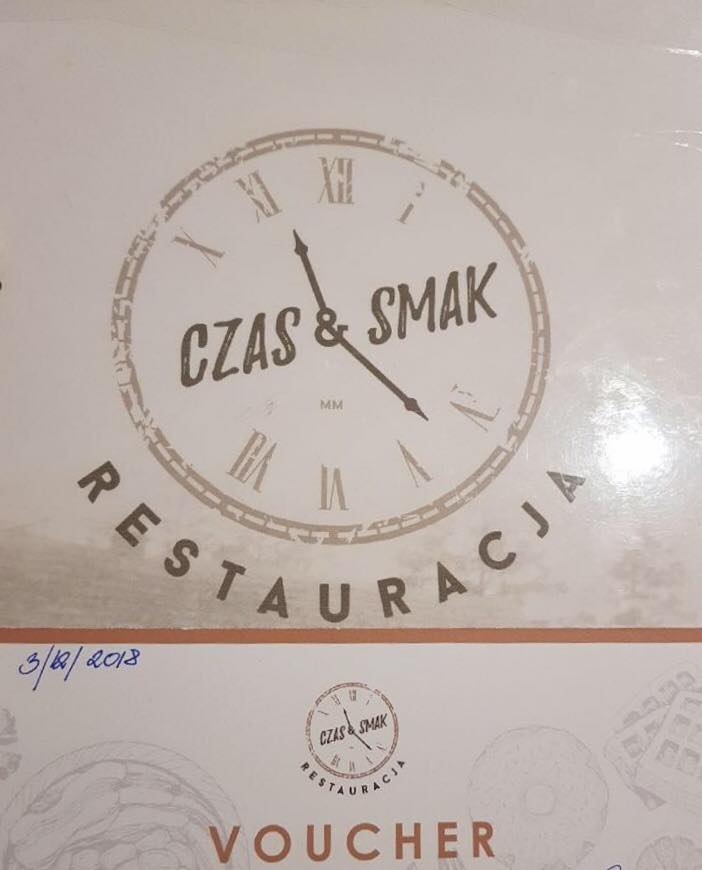 X XI XII I
CZAS & SMAK
MM
VII VI V IV
RESTAURACJA
3/12/2018
CZAS & SMAK
RESTAURACJA
VOUCHER